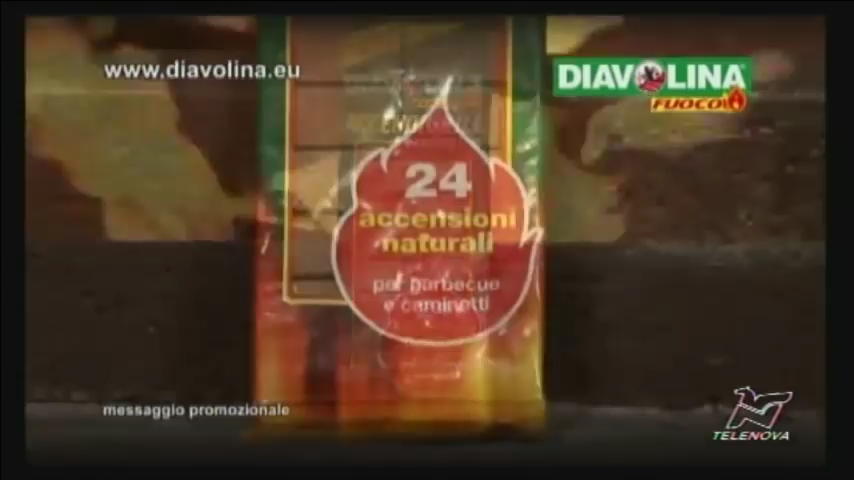 www.diavolina.eu
DIAVOLINA
FUOCO
24
accensioni
naturali
per barbecue
e caminetti
messaggio promozionale
TELENOVA